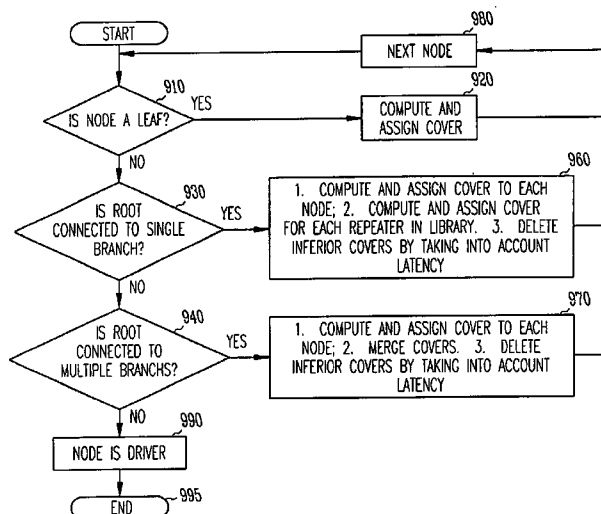 START
980
NEXT NODE
910
920
IS NODE A LEAF?
YES
COMPUTE AND
ASSIGN COVER
NO
930
960
IS ROOT
CONNECTED TO SINGLE
BRANCH?
YES
1. COMPUTE AND ASSIGN COVER TO EACH
NODE; 2. COMPUTE AND ASSIGN COVER
FOR EACH REPEATER IN LIBRARY. 3. DELETE
INFERIOR COVERS BY TAKING INTO ACCOUNT
LATENCY
NO
940
970
IS ROOT
CONNECTED TO
MULTIPLE BRANCHS?
YES
1. COMPUTE AND ASSIGN COVER TO EACH
NODE; 2. MERGE COVERS. 3. DELETE
INFERIOR COVERS BY TAKING INTO ACCOUNT
LATENCY
NO
990
NODE IS DRIVER
END
995